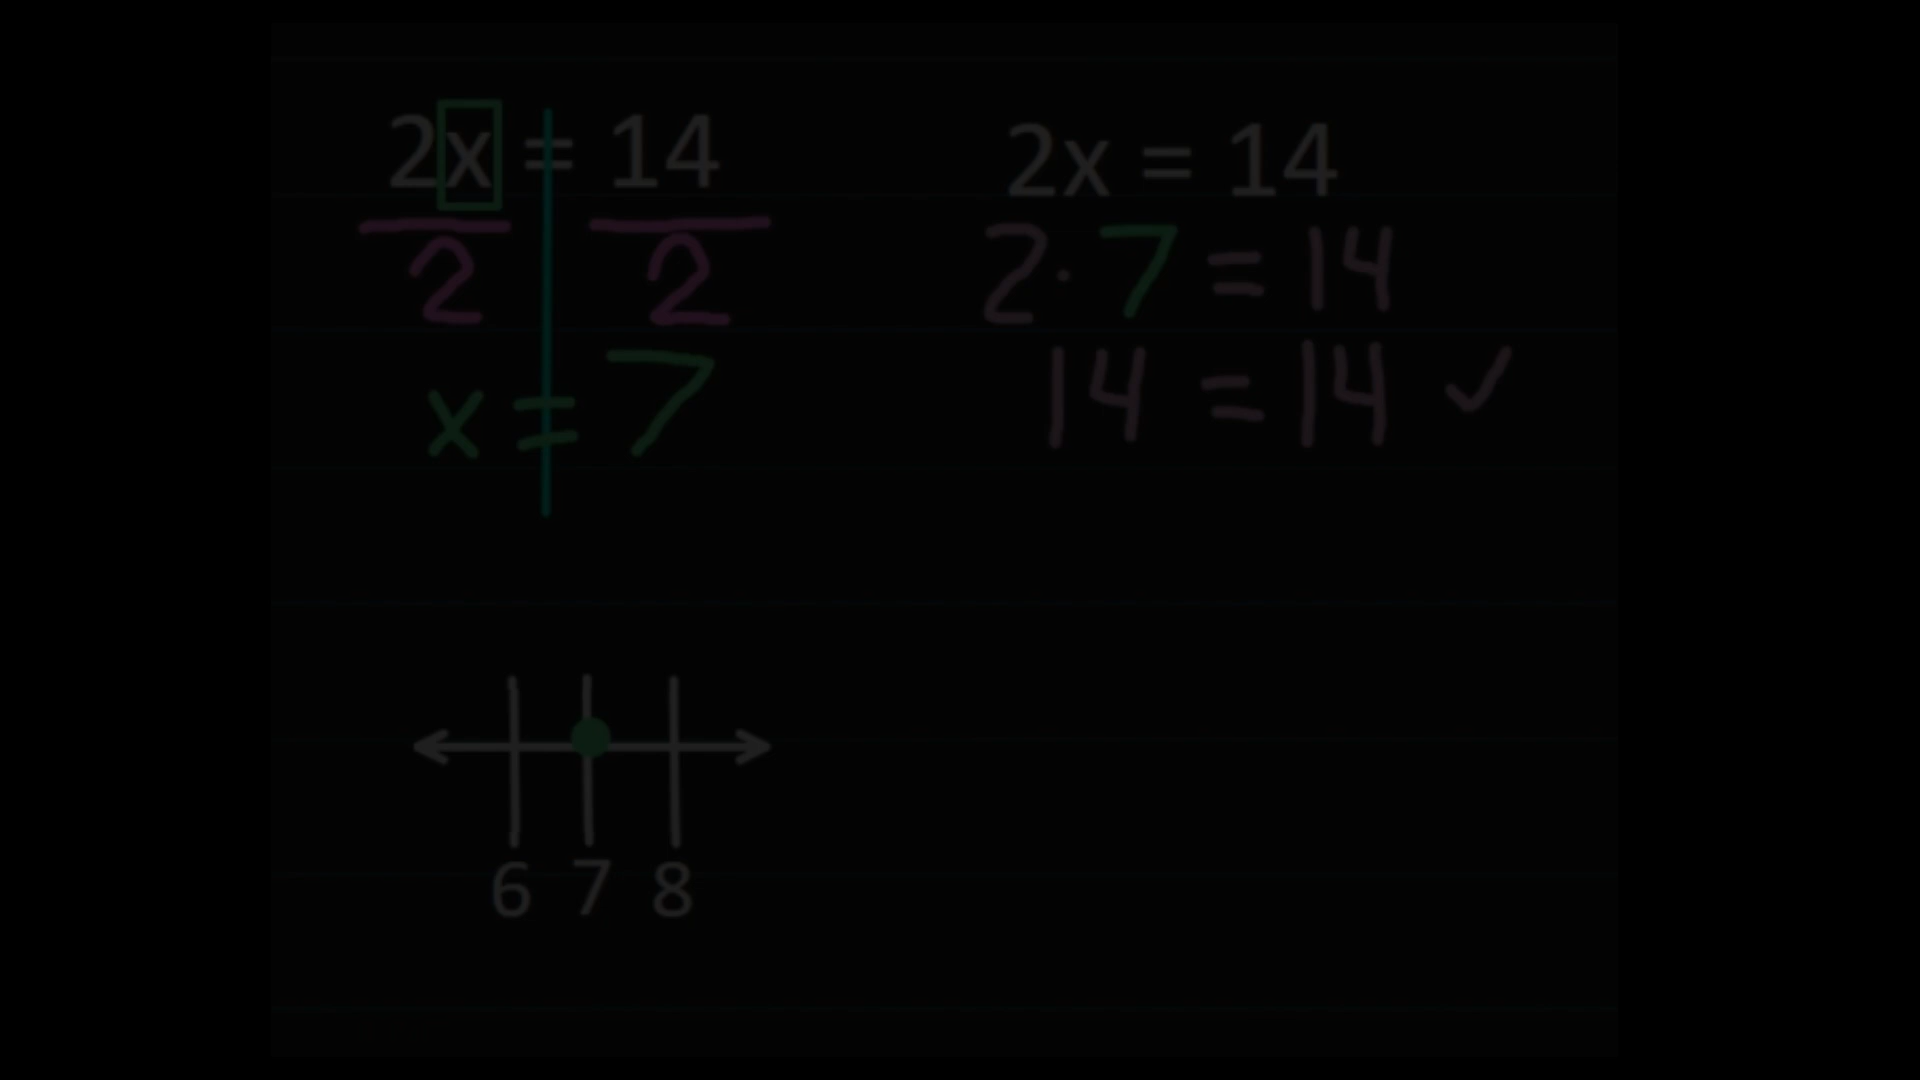 2x = 14
2 2
x = 7
2x = 14
2 · 7 = 14
14 = 14 ✓
6 7 8